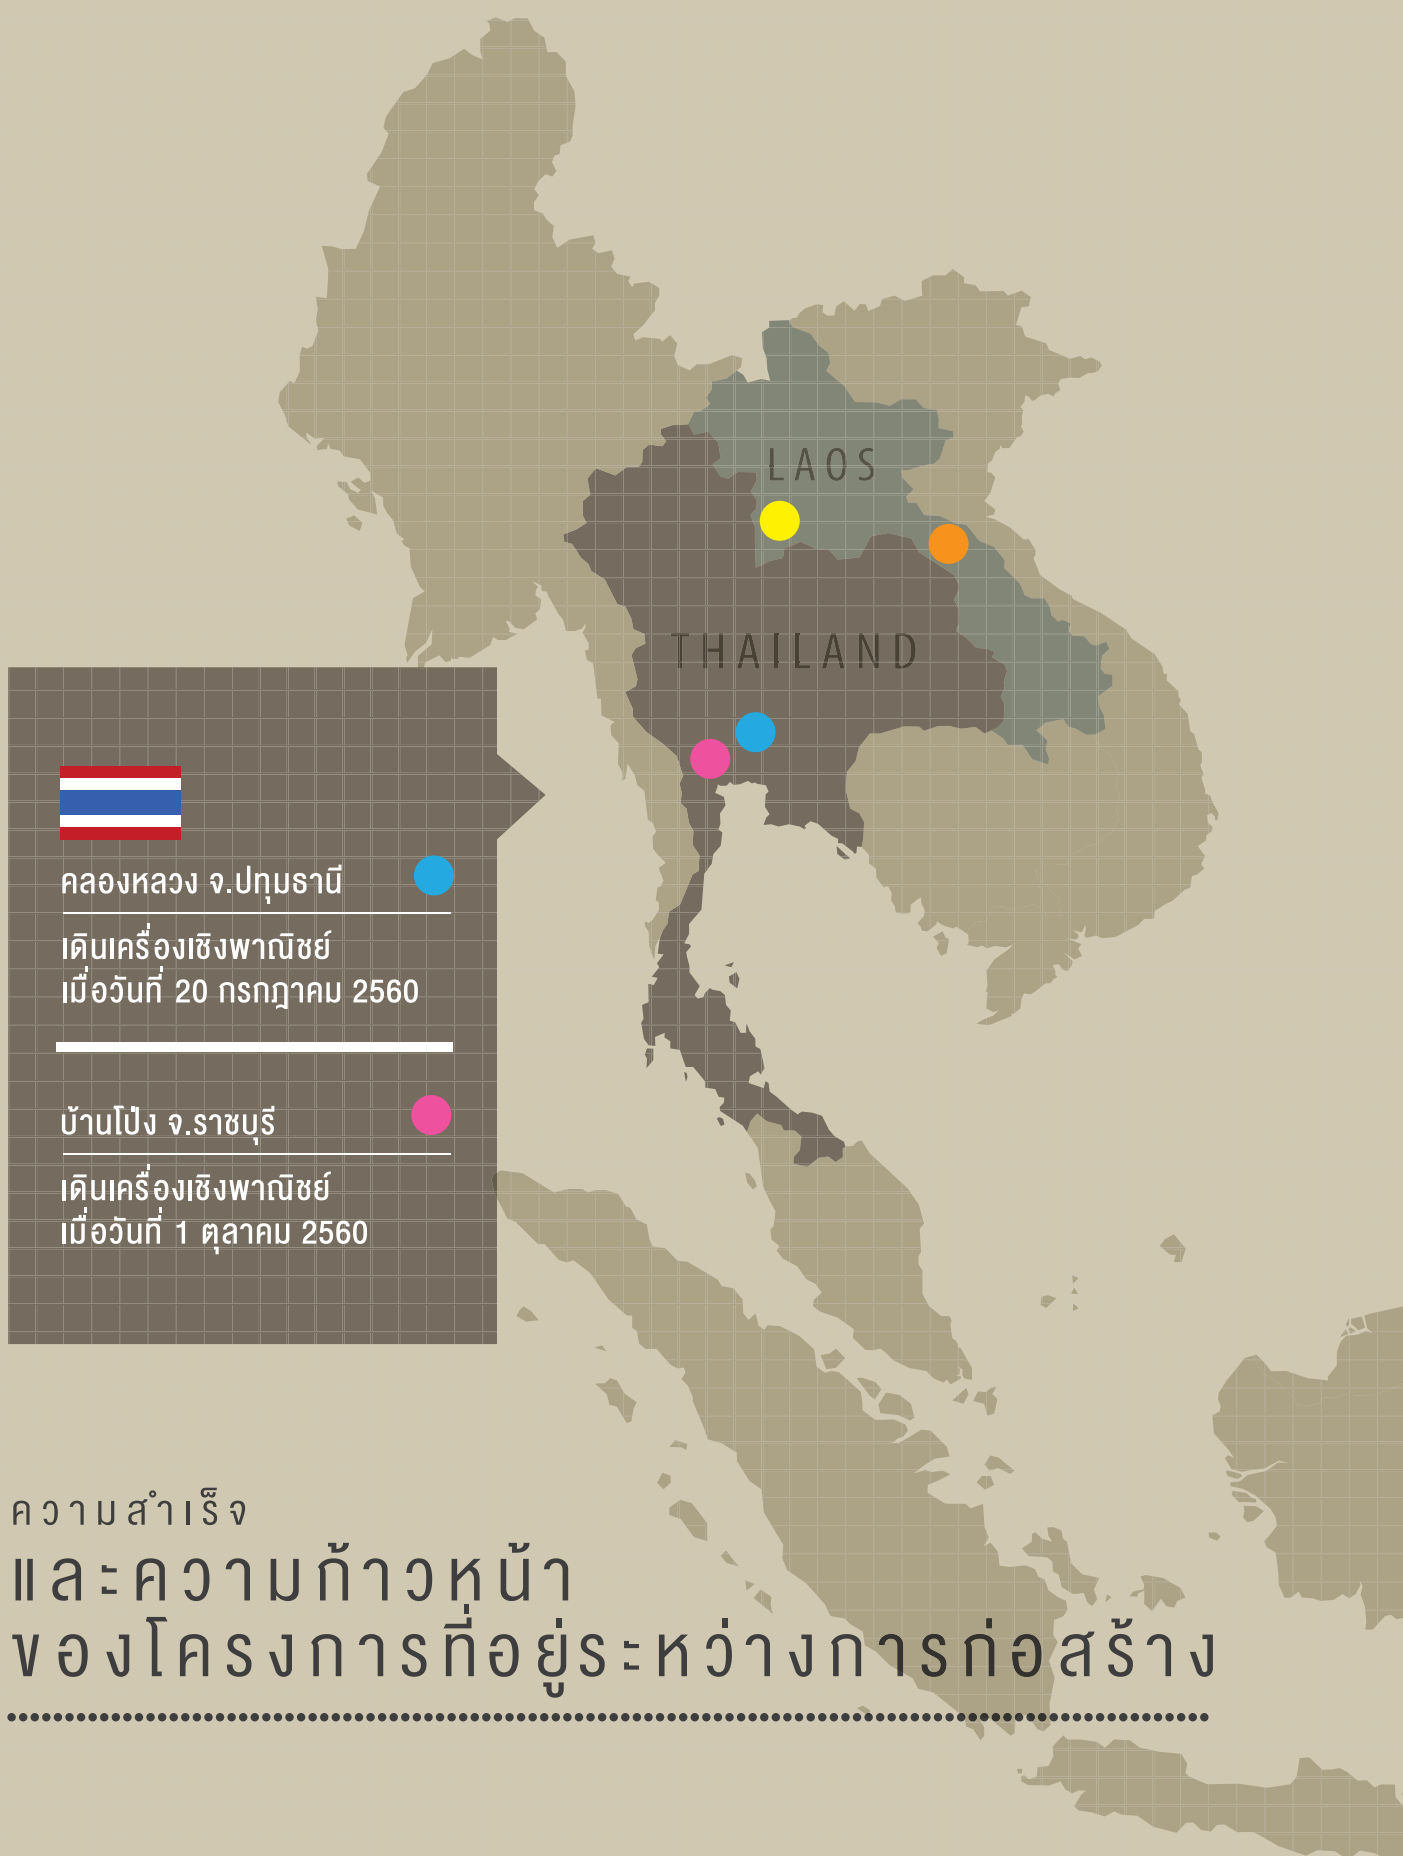 LAOS
THAILAND
คลองหลวง จ.ปทุมธานี
เดินเครื่องเชิงพาณิชย์
เมื่อวันที่ 20 กรกฎาคม 2560
บ้านโป่ง จ.ราชบุรี
เดินเครื่องเชิงพาณิชย์
เมื่อวันที่ 1 ตุลาคม 2560
ความสำเร็จ
และความก้าวหน้า
ของโครงการที่อยู่ระหว่างการก่อสร้าง